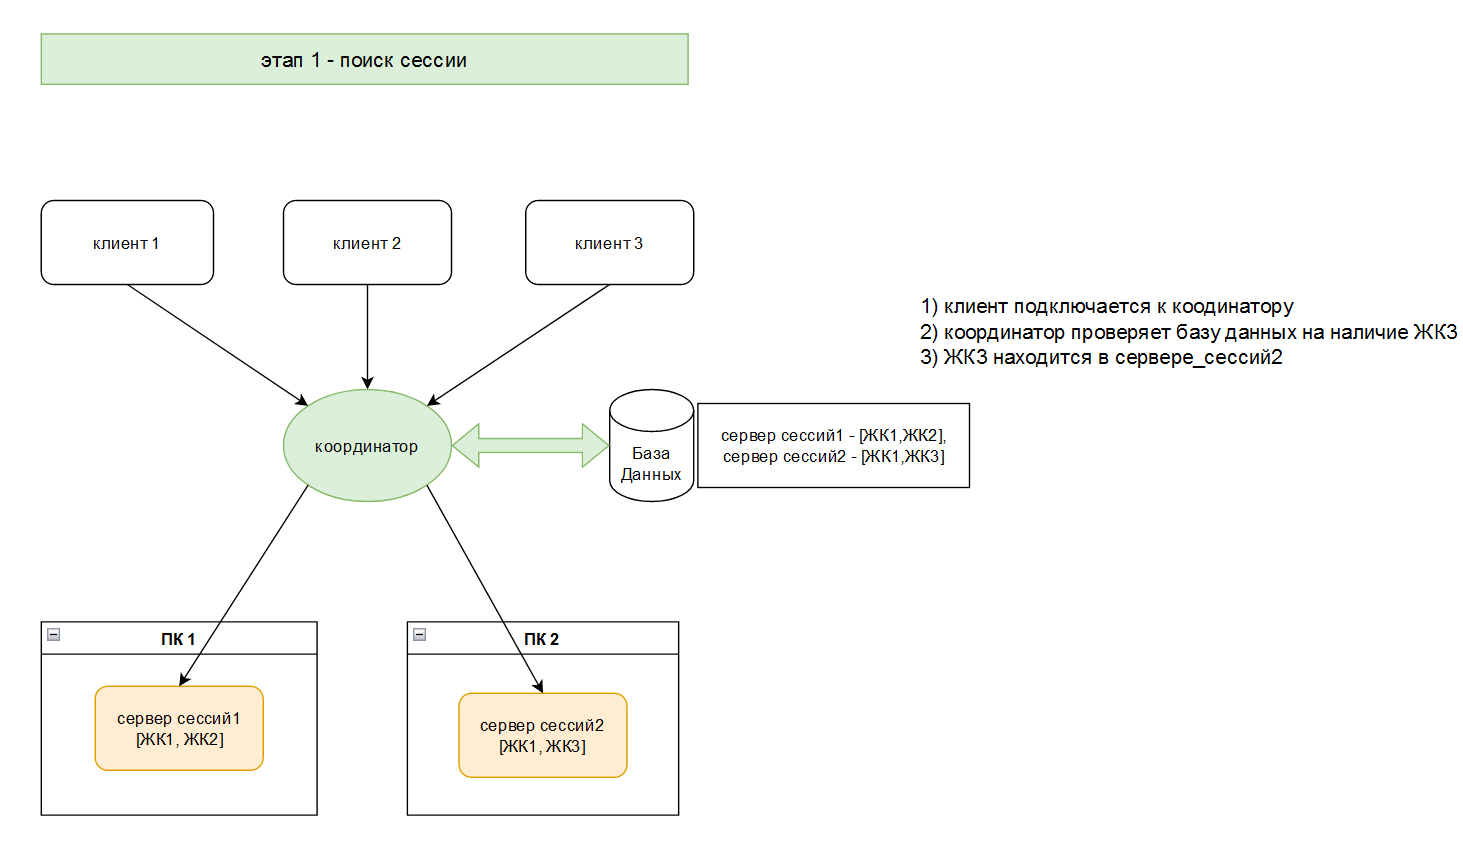 этап 1 - поиск сессии
клиент 1
клиент 2
клиент 3
1) клиент подключается к коодинатору
2) координатор проверяет базу данных на наличие ЖК3
3) ЖК3 находится в сервере_сессий2
координатор
База
Данных
сервер сессий1 - [ЖК1,ЖК2],
сервер сессий2 - [ЖК1,ЖК3]
ПК 1
ПК 2
сервер сессий1
[ЖК1, ЖК2]
сервер сессий2
[ЖК1, ЖК3]